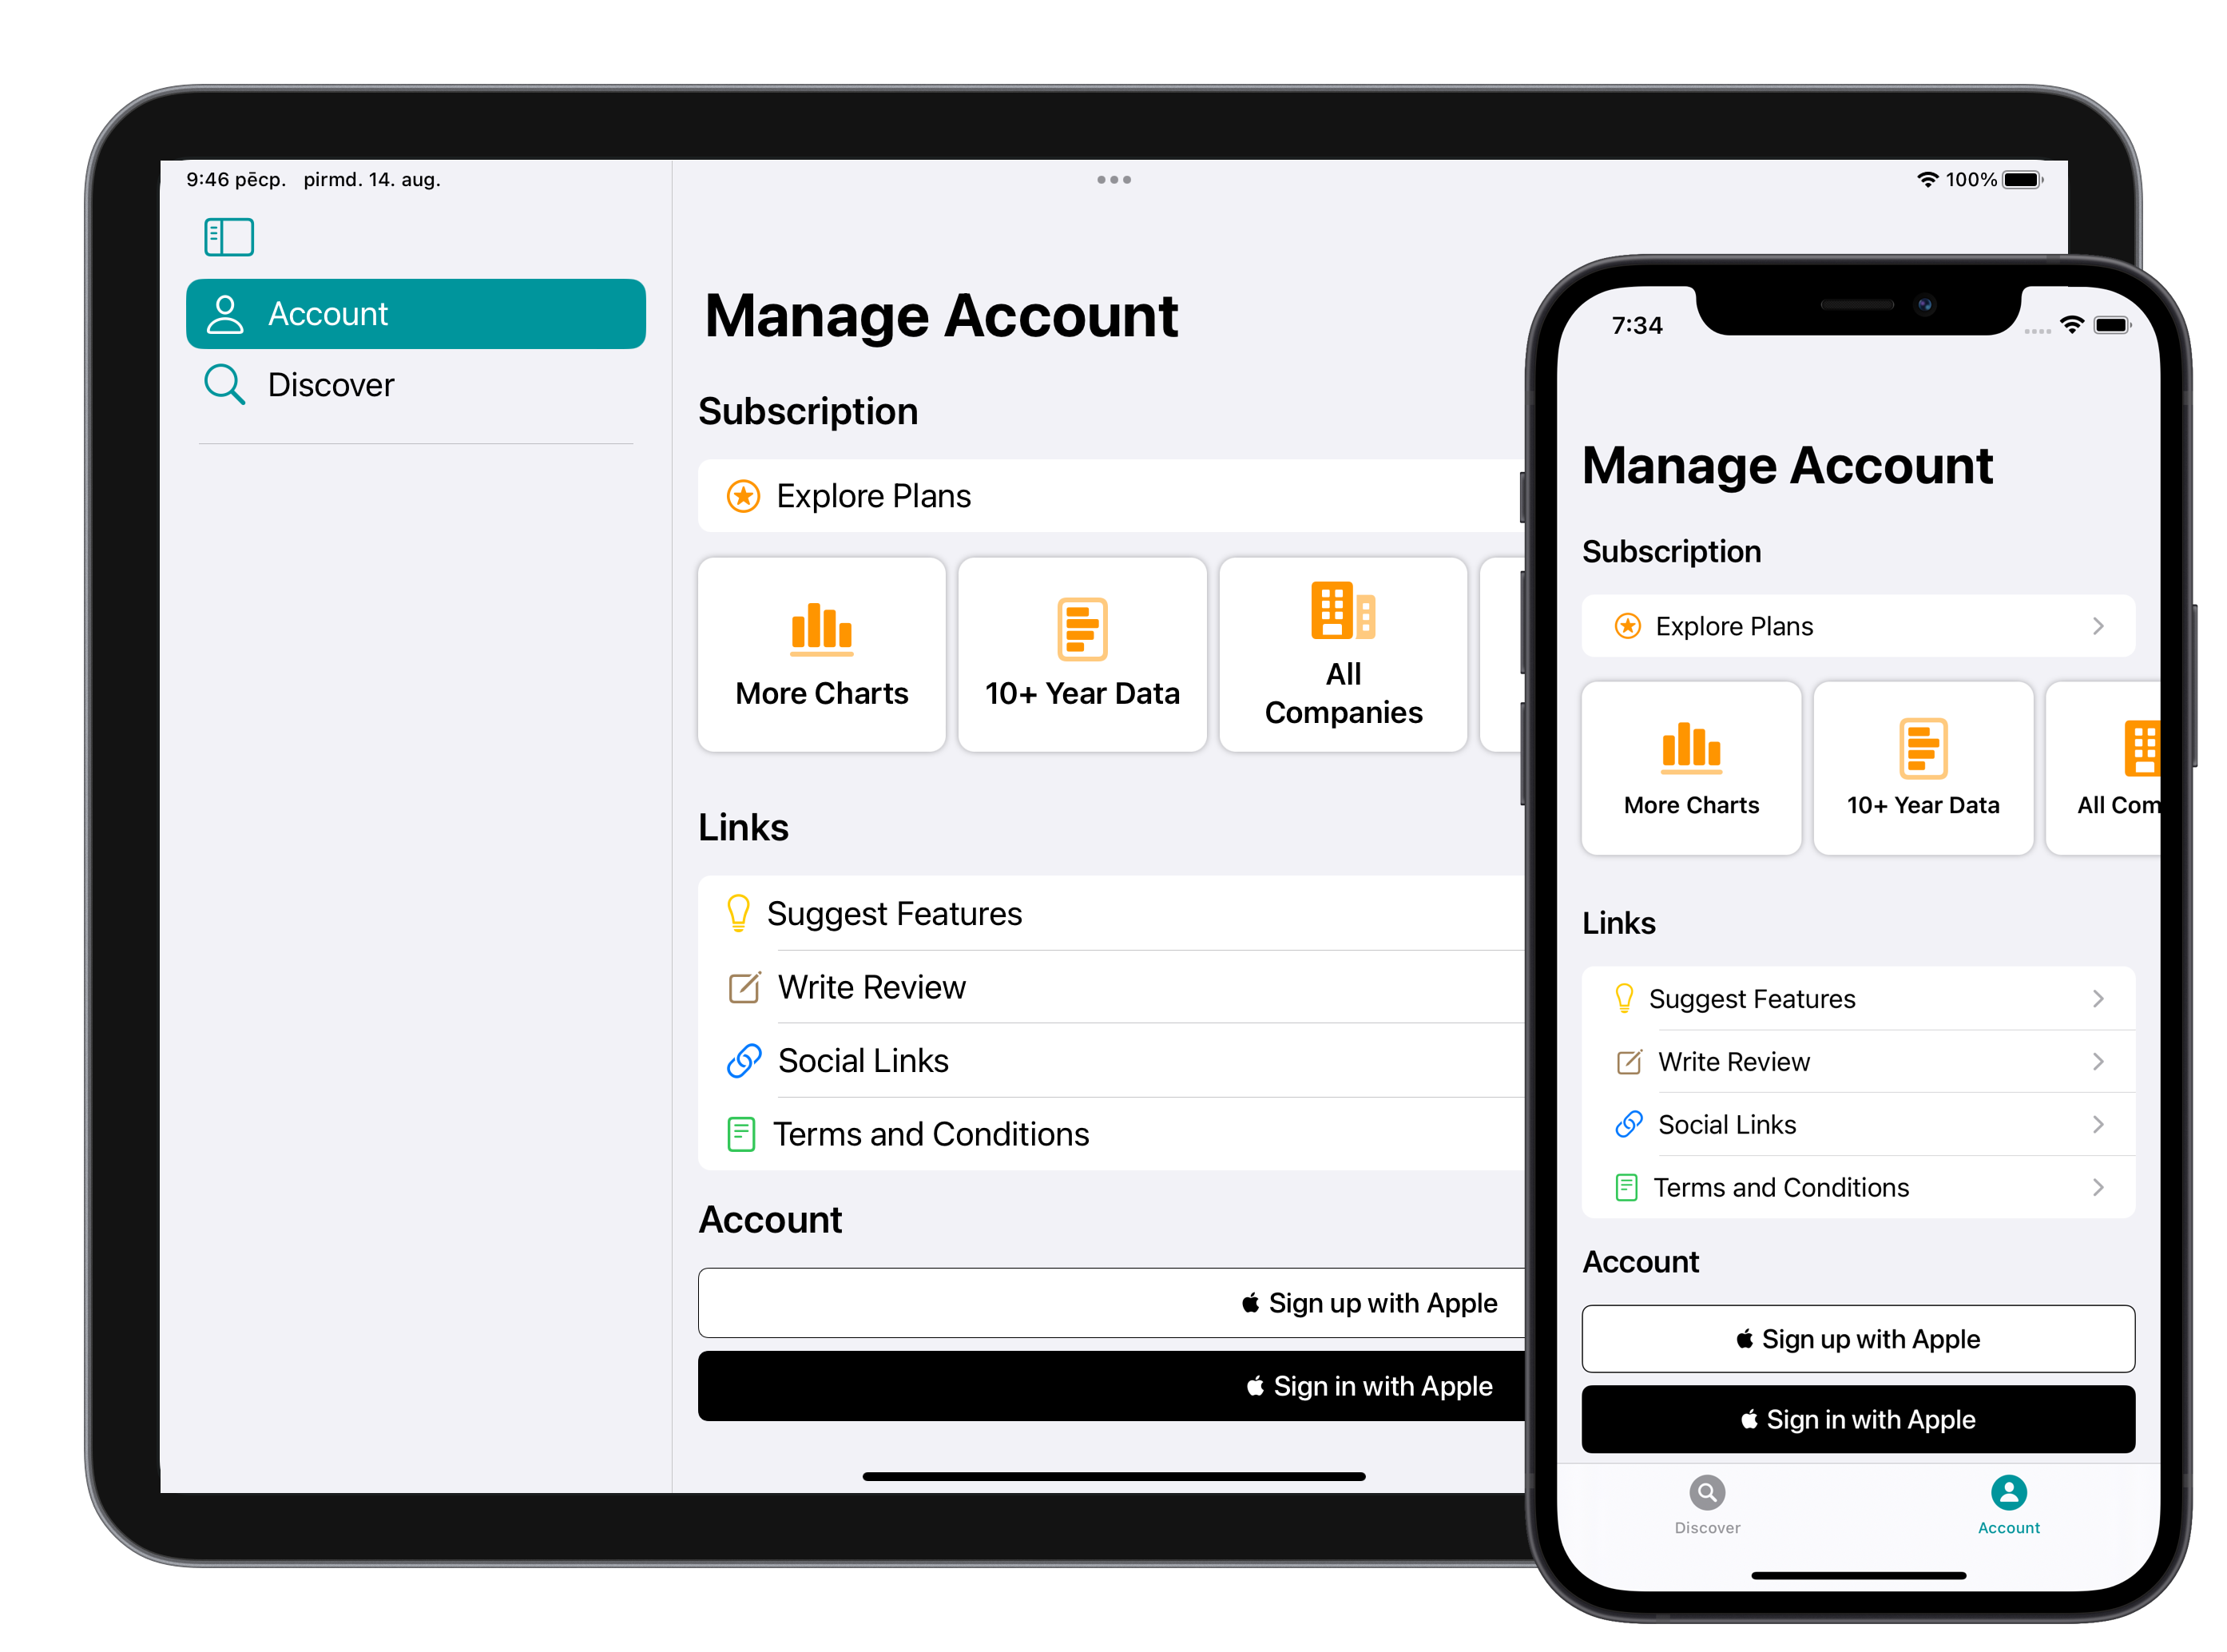 9:46 pēcp. pirmd. 14. aug.
100%
Account
Discover
Manage Account
Subscription
Explore Plans
More Charts
10+ Year Data
All
Companies
Links
Suggest Features
Write Review
Social Links
Terms and Conditions
Account
Sign up with Apple
Sign in with Apple
7:34
Manage Account
Subscription
Explore Plans
More Charts
10+ Year Data
All Com
Links
Suggest Features
Write Review
Social Links
Terms and Conditions
Account
Sign up with Apple
Sign in with Apple
Discover
Account